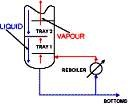 LIQUID
TRAY 2
VAPOUR
TRAY 1
REBOILER
BOTTOMS